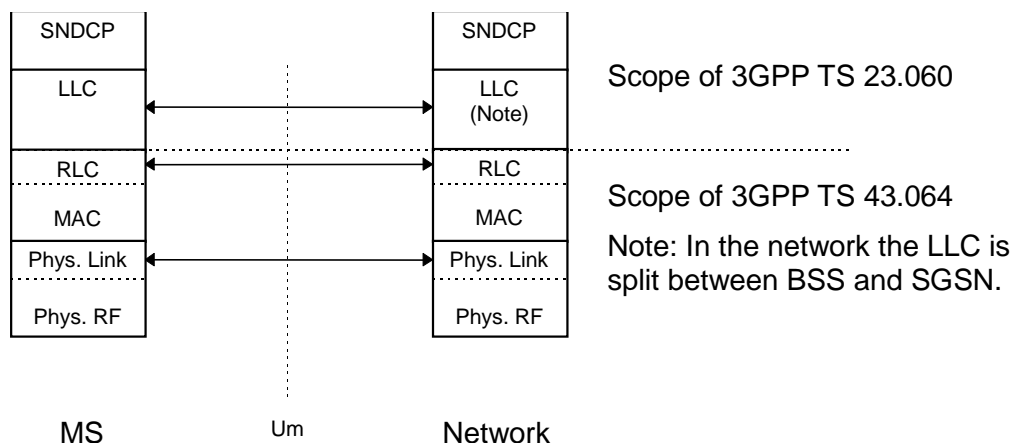 SNDCP
SNDCP
Scope of 3GPP TS 23.060
LLC
LLC
(Note)
RLC
RLC
Scope of 3GPP TS 43.064
MAC
MAC
Note: In the network the LLC is
split between BSS and SGSN.
Phys. Link
Phys. Link
Phys. RF
Phys. RF
MS
Um
Network